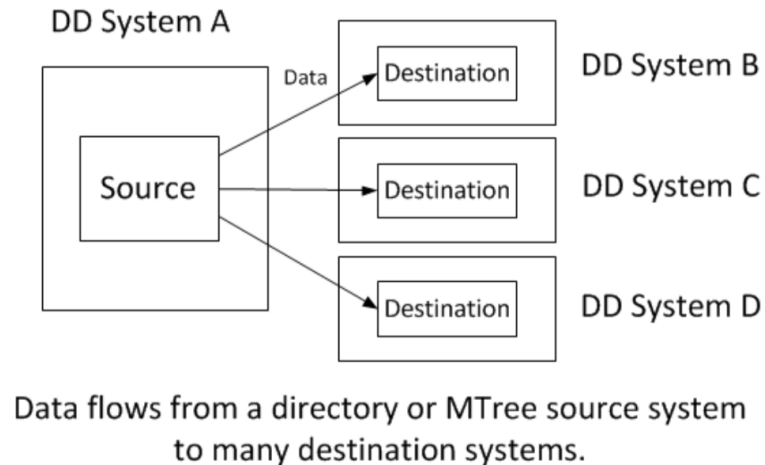 DD System A
Data
Destination
DD System B
Source
Destination
DD System C
Destination
DD System D
Data flows from a directory or MTree source system
to many destination systems.